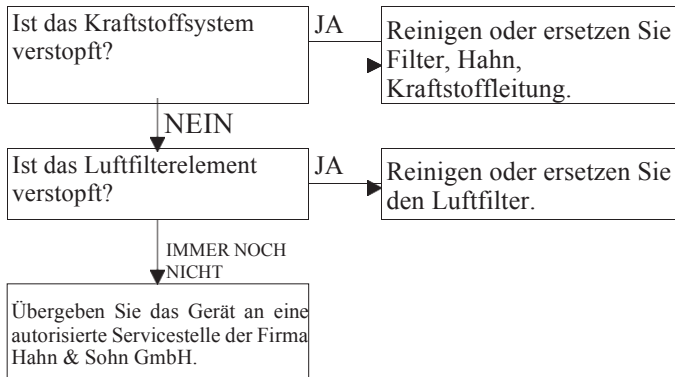 Ist das Kraftstoffsystem
verstopft?
JA
Reinigen oder ersetzen Sie
Filter, Hahn,
Kraftstoffleitung.
NEIN
Ist das Luftfilterelement
verstopft?
JA
Reinigen oder ersetzen Sie
den Luftfilter.
IMMER NOCH
NICHT
Übergeben Sie das Gerät an eine
autorisierte Servicestelle der Firma
Hahn & Sohn GmbH.